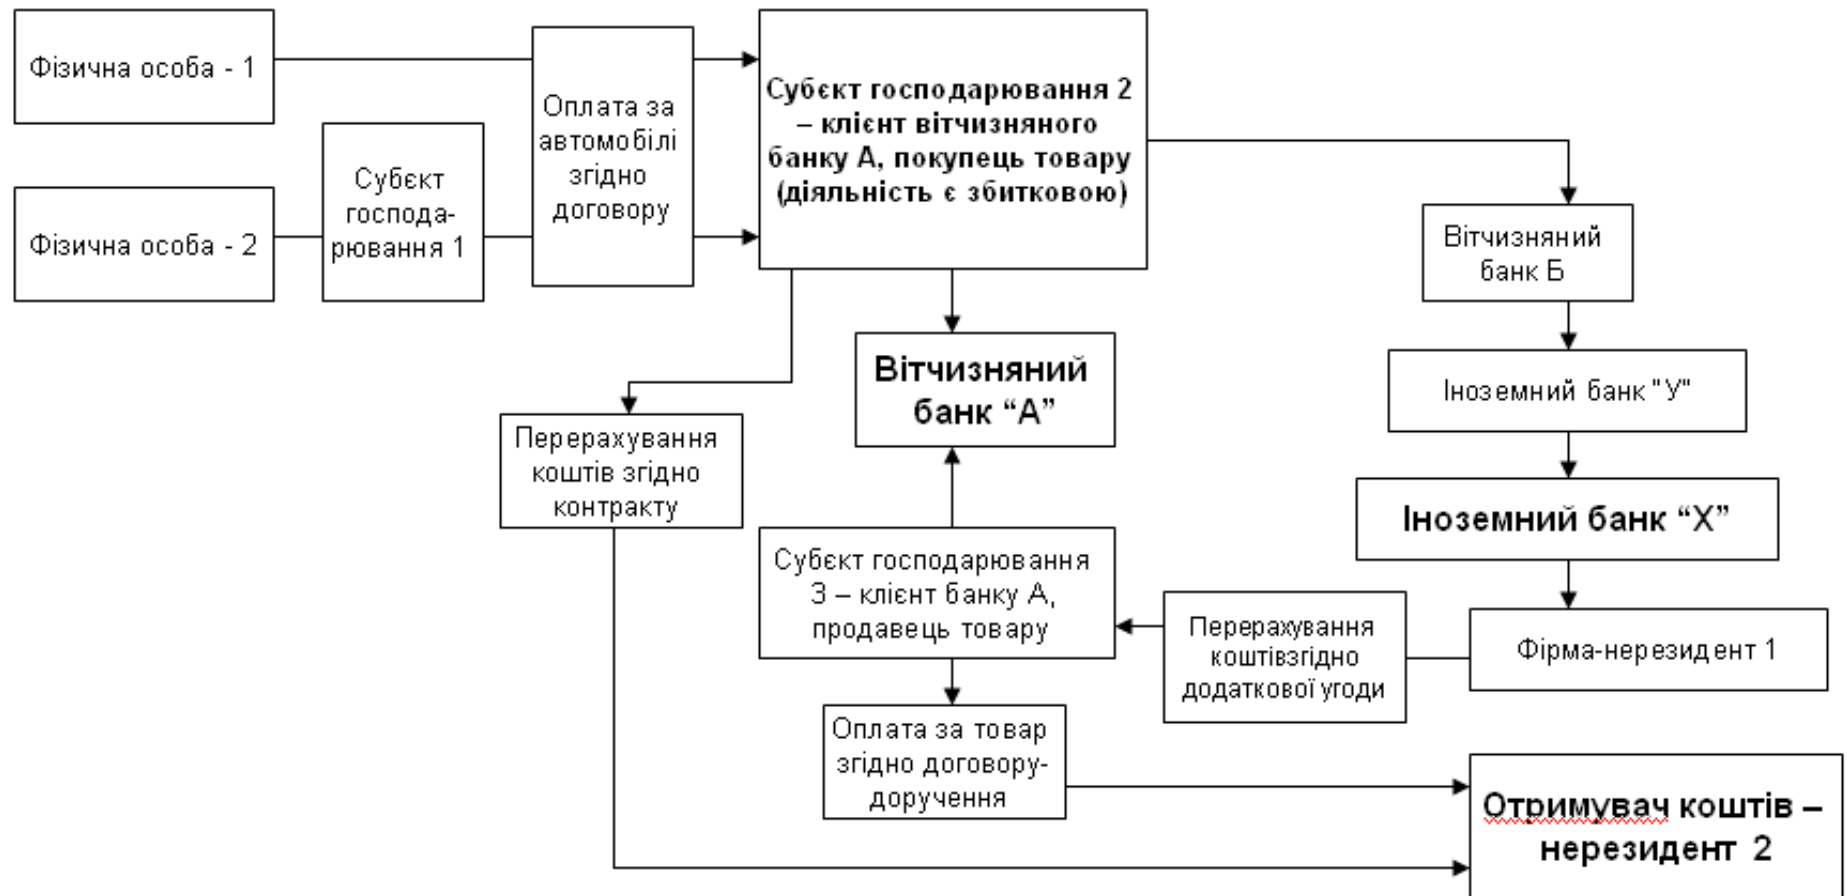 Фізична особа - 1
Оплата за
автомобілі
згідно
договору
Субєкт господарювання 2
– клієнт вітчизняного
банку А, покупець товару
(діяльність є збитковою)
Субєкт
господа-
рювання 1
Фізична особа - 2
Вітчизняний
банк Б
Вітчизняний
банк “А”
Іноземний банк "У"
Перерахування
коштів згідно
контракту
Іноземний банк “Х”
Субєкт господарювання
3 – клієнт банку А,
продавець товару
Перерахування
коштівзгідно
додаткової угоди
Фірма-нерезидент 1
Оплата за товар
згідно договору-
доручення
Отримувач коштів –
нерезидент 2